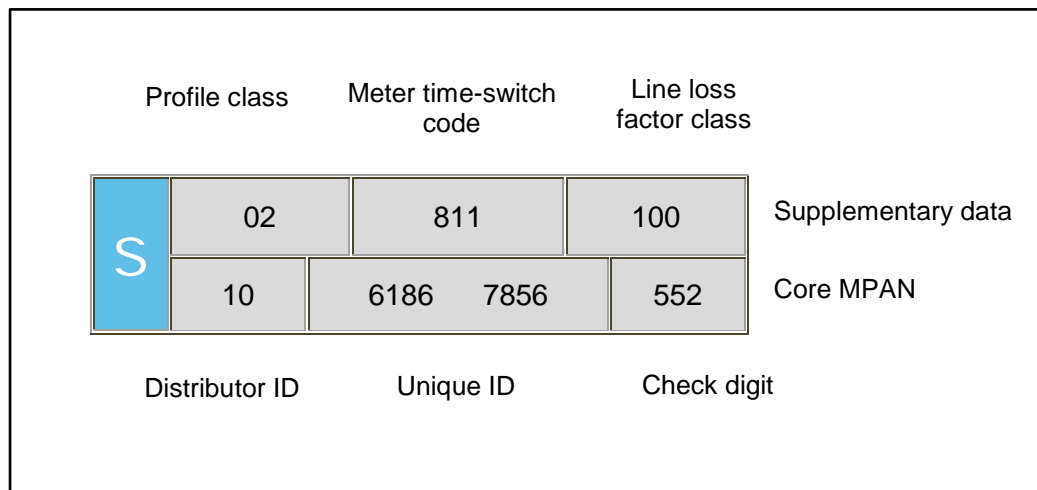 Profile class
Meter time-switch
code
Line loss
factor class
S
02 811 100
Supplementary data
10 6186 7856 552
Core MPAN
Distributor ID Unique ID Check digit